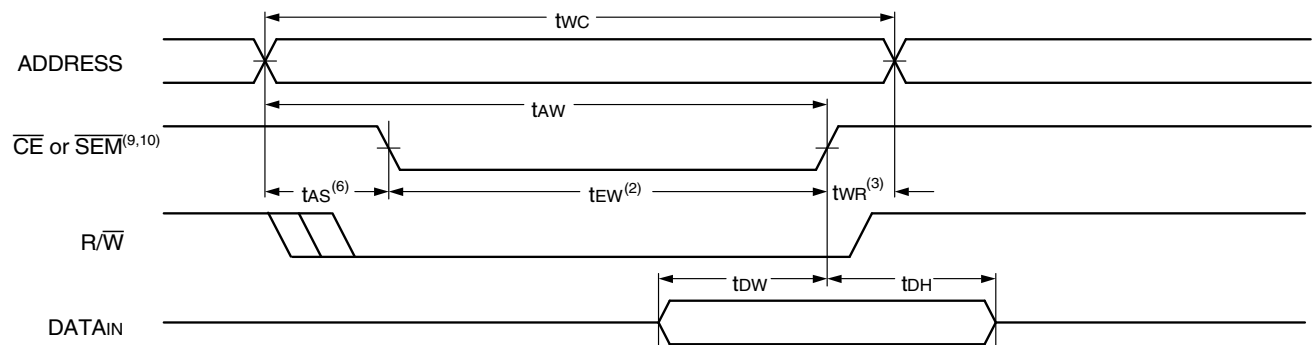 tWC
ADDRESS
tAW
CE or SEM(9,10)
tAS(6) tEW(2) tWR(3)
R/W
tDW tDH
DATAIN